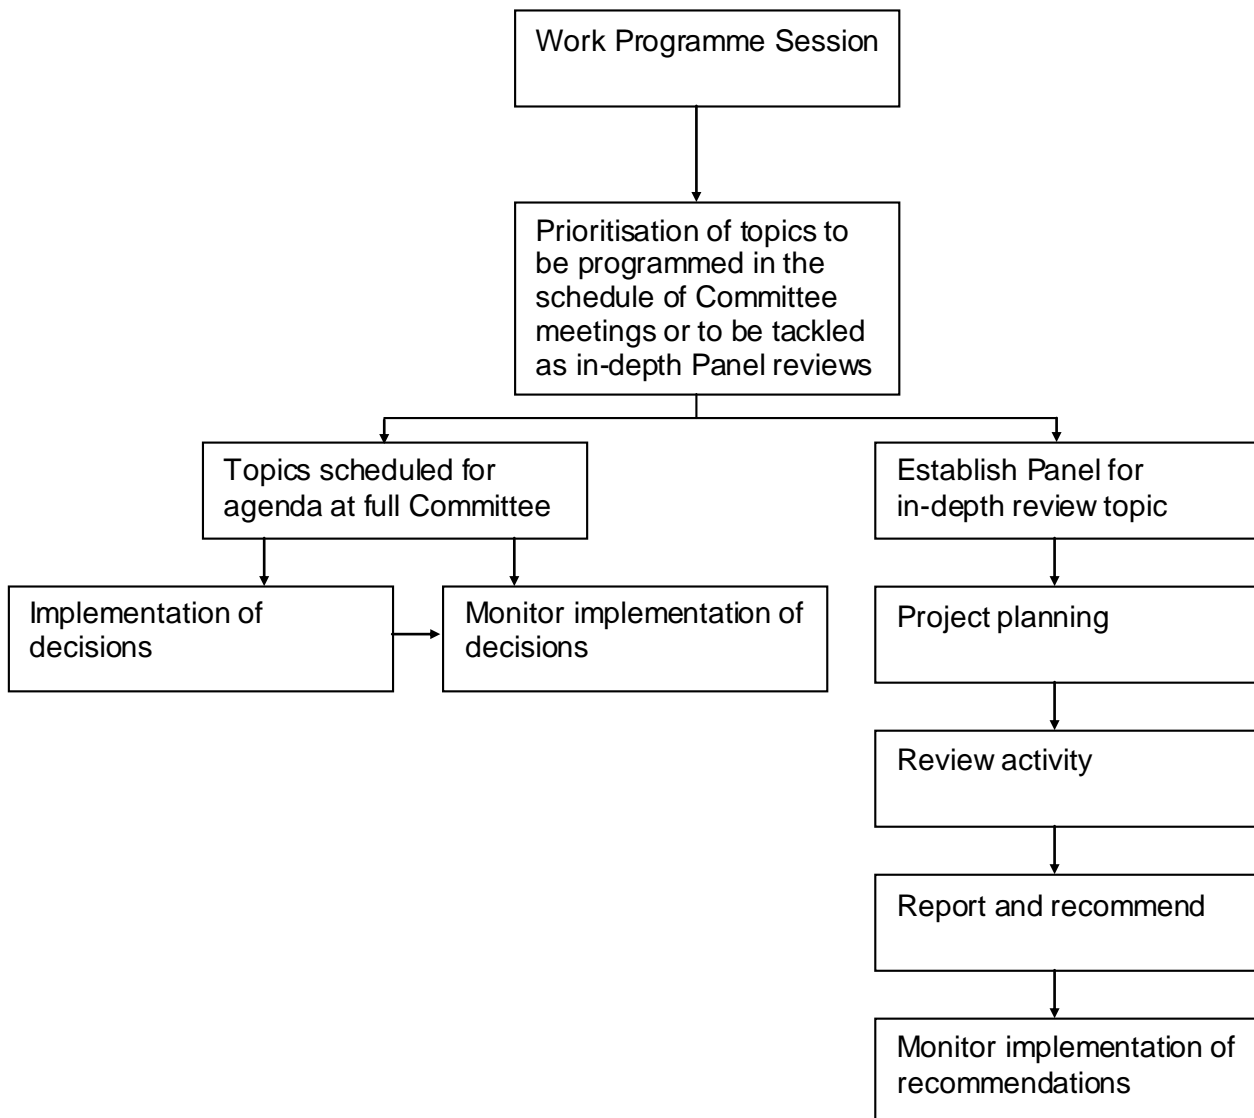 Work Programme Session
Prioritisation of topics to
be programmed in the
schedule of Committee
meetings or to be tackled
as in-depth Panel reviews
Topics scheduled for
agenda at full Committee
Establish Panel for
in-depth review topic
Implementation of
decisions
Monitor implementation of
decisions
Project planning
Review activity
Report and recommend
Monitor implementation of
recommendations